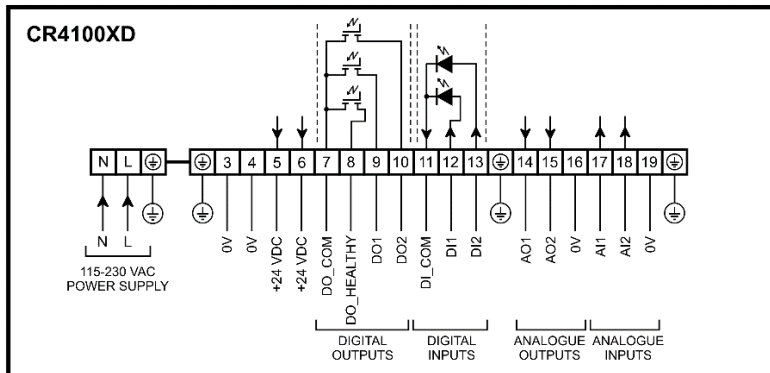 CR4100XD
N L 3 4 5 6 7 8 9 10 11 12 13 14 15 16 17 18 19
N L
115-230 VAC
POWER SUPPLY
0V
0V
+24 VDC
+24 VDC
DO_COM
DO_HEALTHY
DO1
DO2
DI_COM
DI1
DI2
AO1
AO2
0V
AI1
AI2
0V
DIGITAL
OUTPUTS
DIGITAL
INPUTS
ANALOGUE
OUTPUTS
ANALOGUE
INPUTS